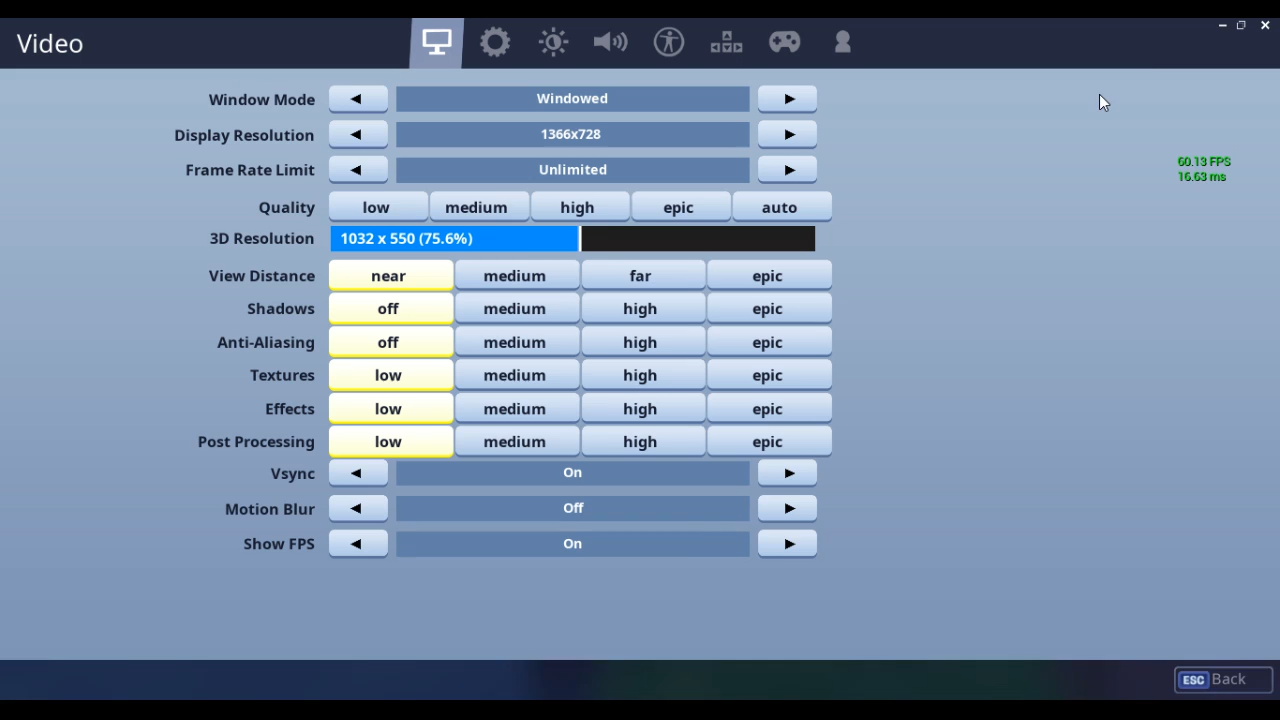 Video
Window Mode Windowed
Display Resolution 1366x728
60.13 FPS
Frame Rate Limit Unlimited
16.63 ms
Quality low medium high epic auto
3D Resolution 1032 x 550 (75.6%)
View Distance near medium far epic
Shadows off medium high epic
Anti-Aliasing off medium high epic
Textures low medium high epic
Effects low medium high epic
Post Processing low medium high epic
Vsync On
Motion Blur Off
Show FPS On
ESC Back